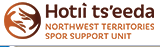 Hotıì ts'eeda
NORTHWEST TERRITORIES
SPOR SUPPORT UNIT